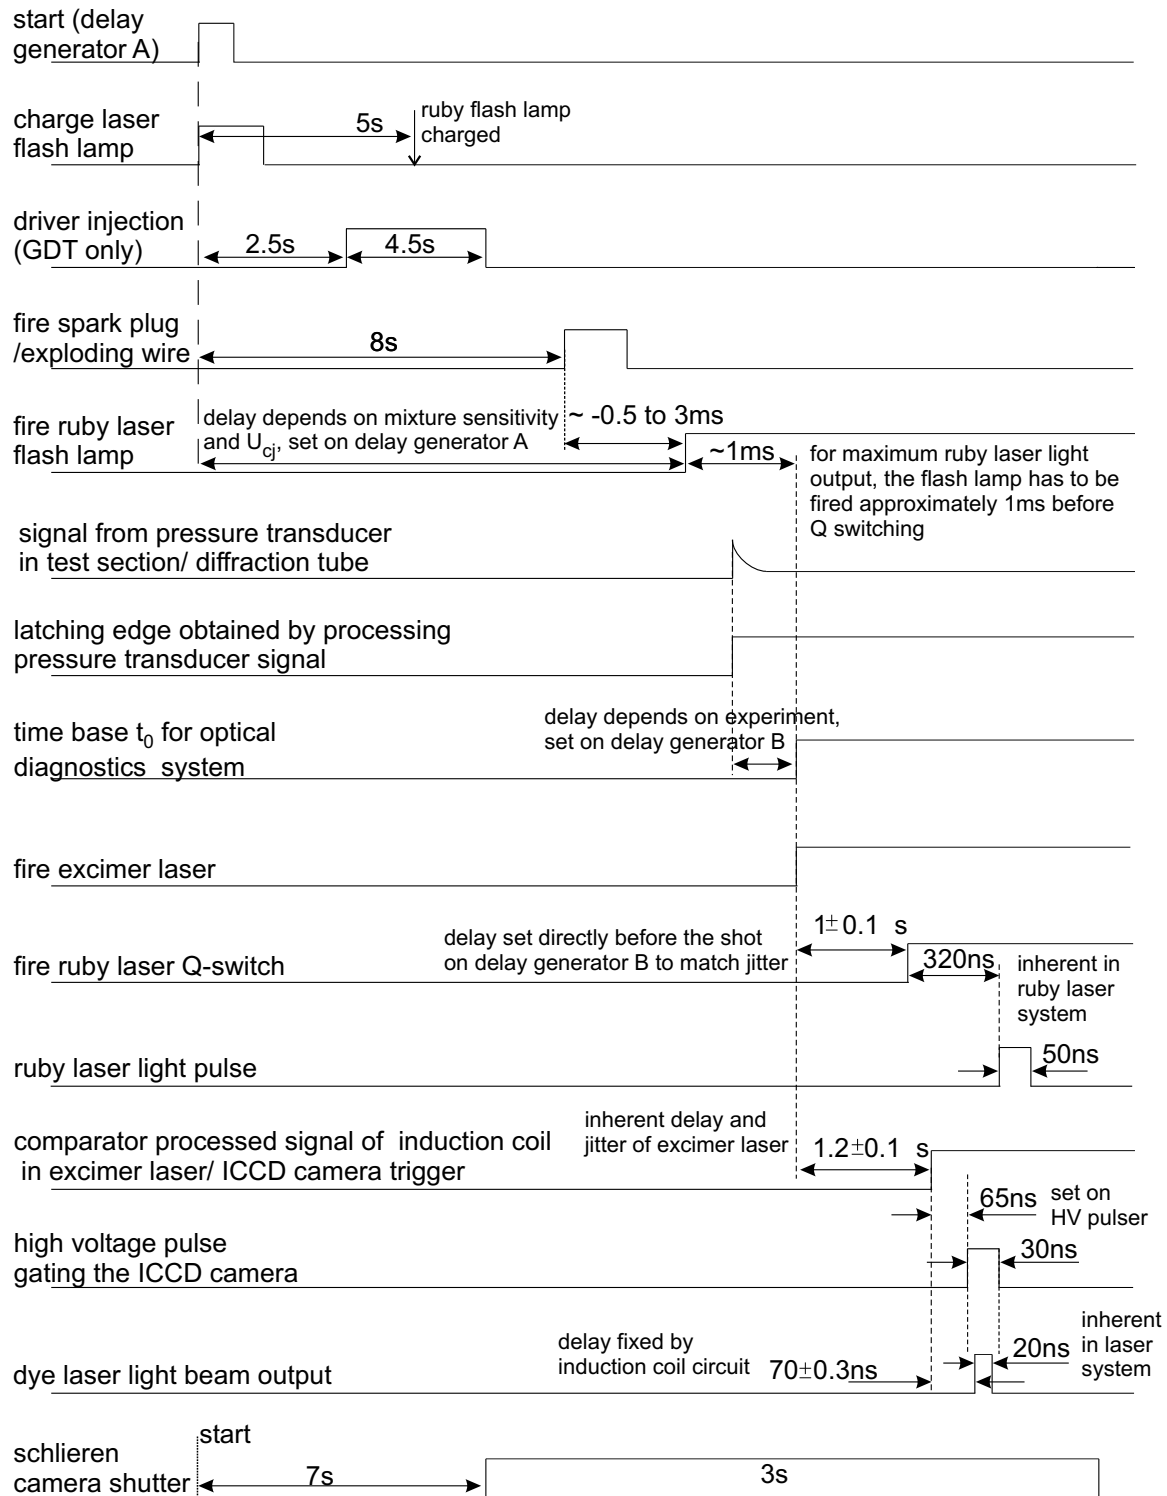 start (delay
generator A)
charge laser
flash lamp
5s
ruby flash lamp
charged
driver injection
(GDT only)
2.5s
4.5s
fire spark plug
/exploding wire
8s
fire ruby laser
flash lamp
delay depends on mixture sensitivity
and Ucj, set on delay generator A
~ -0.5 to 3ms
~1ms
for maximum ruby laser light
output, the flash lamp has to be
fired approximately 1ms before
Q switching
signal from pressure transducer
in test section/ diffraction tube
latching edge obtained by processing
pressure transducer signal
time base t0 for optical
diagnostics system
delay depends on experiment,
set on delay generator B
fire excimer laser
fire ruby laser Q-switch
delay set directly before the shot
on delay generator B to match jitter
1±0.1 s
320ns
inherent in
ruby laser
system
ruby laser light pulse
50ns
comparator processed signal of induction coil
in excimer laser/ ICCD camera trigger
inherent delay and
jitter of excimer laser
1.2±0.1 s
65ns
set on
HV pulser
high voltage pulse
gating the ICCD camera
30ns
dye laser light beam output
delay fixed by
induction coil circuit
70±0.3ns
20ns
inherent
in laser
system
schlieren
camera shutter
start
7s
3s